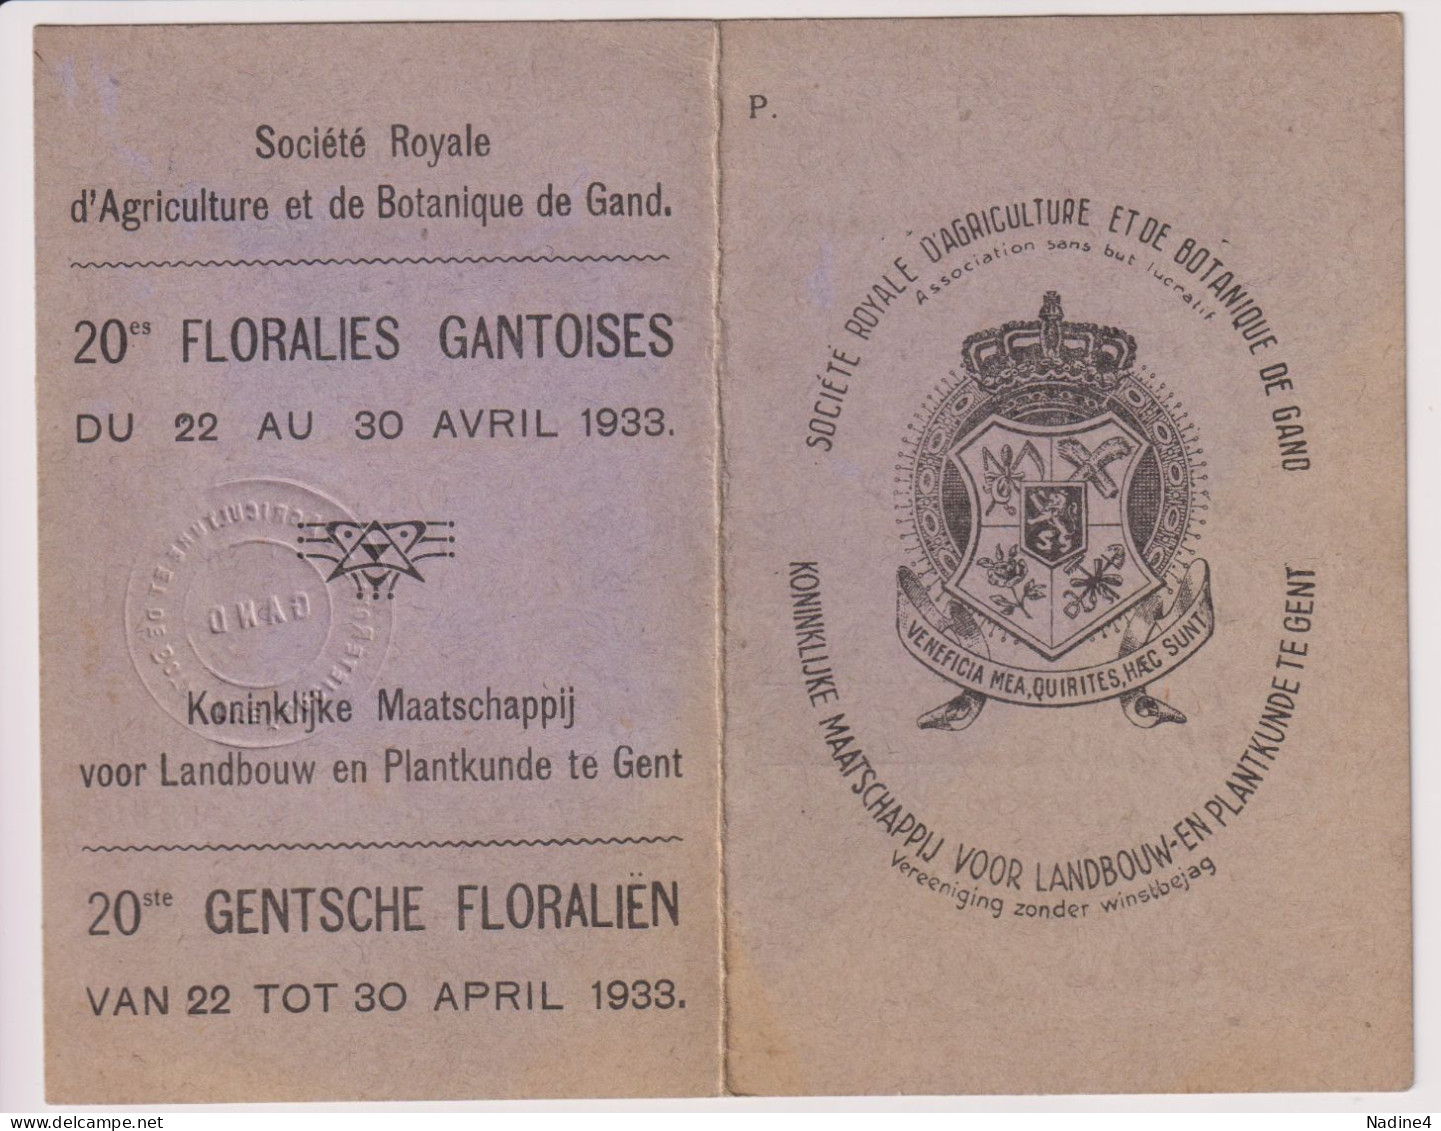 Société Royale
d'Agriculture et de Botanique de Gand.
20es FLORALIES GANTOISES
DU 22 AU 30 AVRIL 1933.
GAND
Koninklijke Maatschappij
voor Landbouw en Plantkunde te Gent
20ste GENTSCHE FLORALIËN
VAN 22 TOT 30 APRIL 1933.
P.
SOCIÉTÉ ROYALE D'AGRICULTURE ET DE BOTANIQUE DE GAND
Association sans but lucratif
VENEFICIA MEA, QUIRITES, HÆC SUNT
KONINKLIJKE MAATSCHAPPIJ VOOR LANDBOUW-EN PLANTKUNDE TE GENT
Vereeniging zonder winstbejag
delcampe.net
Nadine4